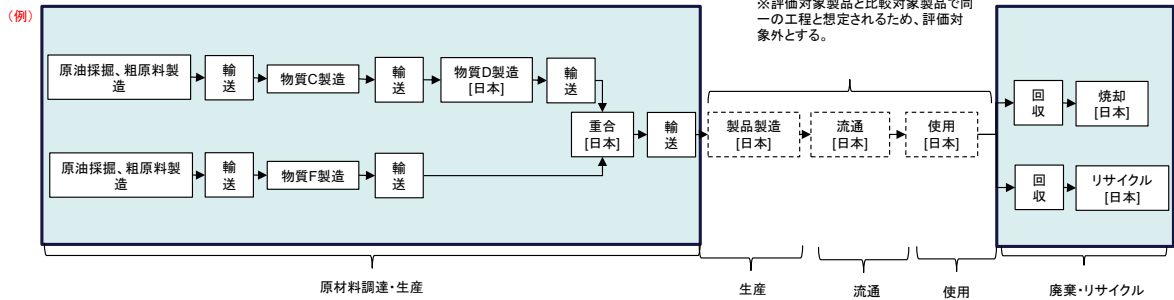 (例)
※評価対象製品と比較対象製品で同
一の工程と想定されるため、評価対
象外とする。
原油採掘、粗原料製
造
輸
送
物質C製造
輸
送
物質D製造
[日本]
輸
送
重合
[日本]
輸
送
製品製造
[日本]
流通
[日本]
使用
[日本]
回
収
焼却
[日本]
原油採掘、粗原料製
造
輸
送
物質F製造
輸
送
回
収
リサイクル
[日本]
原材料調達・生産
生産
流通
使用
廃棄・リサイクル